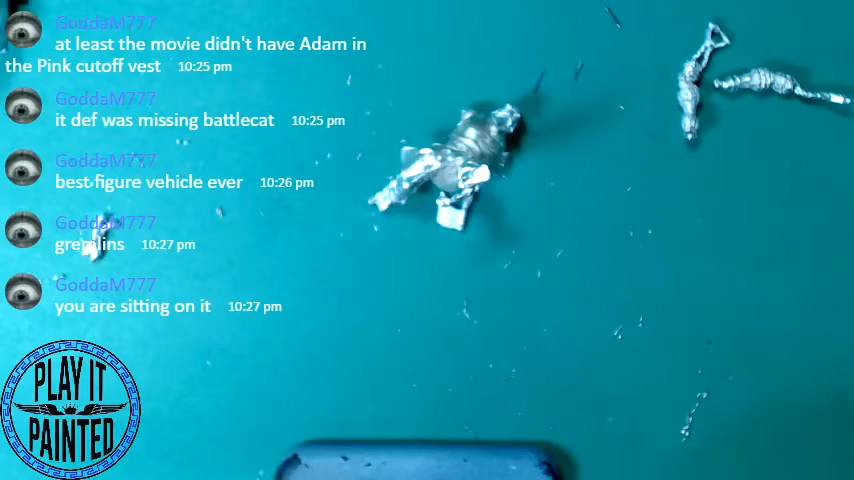 GoddaM777
at least the movie didn't have Adam in
the Pink cutoff vest 10:25 pm
GoddaM777
it def was missing battlecat 10:25 pm
GoddaM777
best figure vehicle ever 10:26 pm
GoddaM777
gremlins 10:27 pm
GoddaM777
you are sitting on it 10:27 pm
PLAY IT
PAINTED